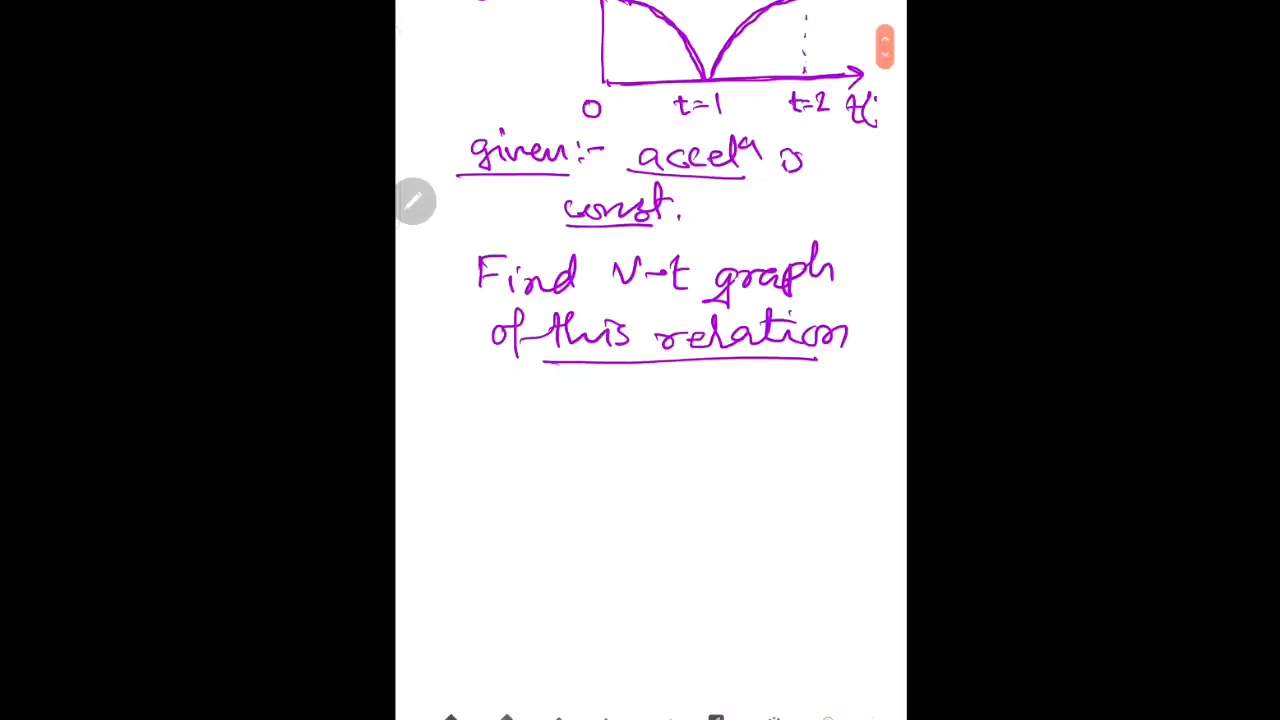 0 t=1 t=2 t(
given:- accelⁿ is
const.
Find v-t graph
of this relation